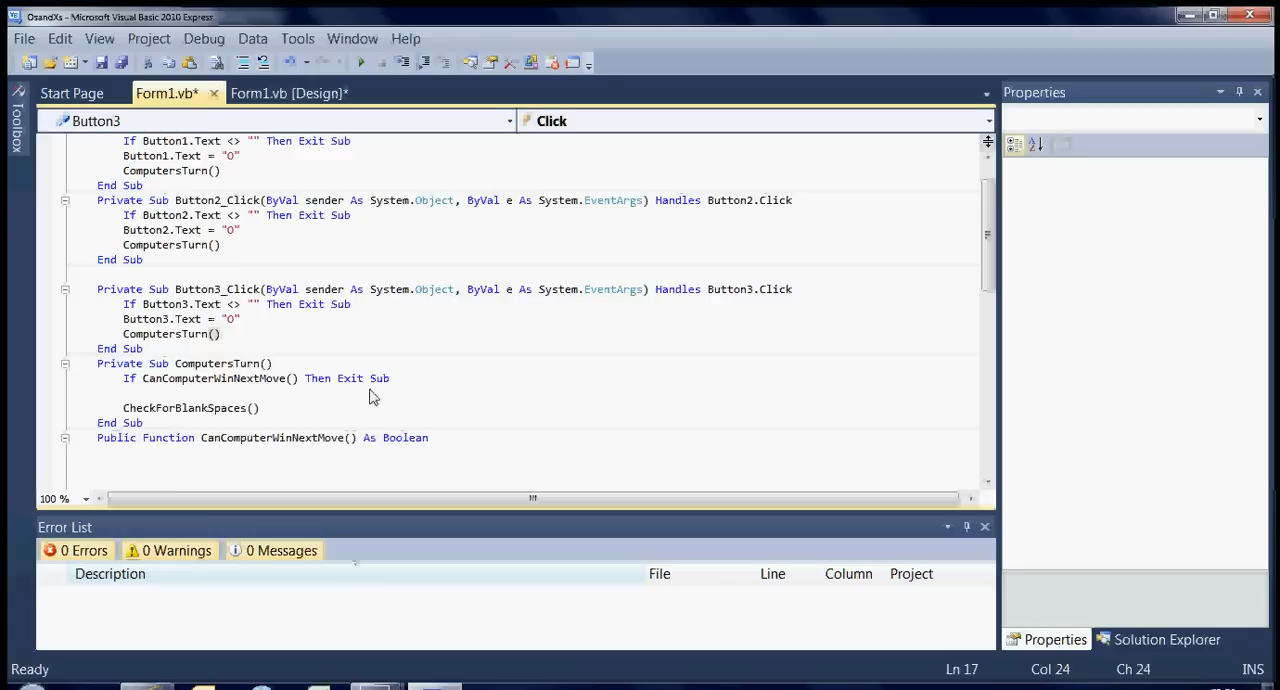 OsandXs - Microsoft Visual Basic 2010 Express
File Edit View Project Debug Data Tools Window Help
Start Page Form1.vb* Form1.vb [Design]*
Toolbox
Button3 Click
If Button1.Text <> "" Then Exit Sub
Button1.Text = "O"
ComputersTurn()
End Sub
Private Sub Button2_Click(ByVal sender As System.Object, ByVal e As System.EventArgs) Handles Button2.Click
If Button2.Text <> "" Then Exit Sub
Button2.Text = "O"
ComputersTurn()
End Sub
Private Sub Button3_Click(ByVal sender As System.Object, ByVal e As System.EventArgs) Handles Button3.Click
If Button3.Text <> "" Then Exit Sub
Button3.Text = "O"
ComputersTurn()
End Sub
Private Sub ComputersTurn()
If CanComputerWinNextMove() Then Exit Sub
CheckForBlankSpaces()
End Sub
Public Function CanComputerWinNextMove() As Boolean
100 %
Properties
Error List
0 Errors 0 Warnings 0 Messages
Description File Line Column Project
Properties Solution Explorer
Ready Ln 17 Col 24 Ch 24 INS